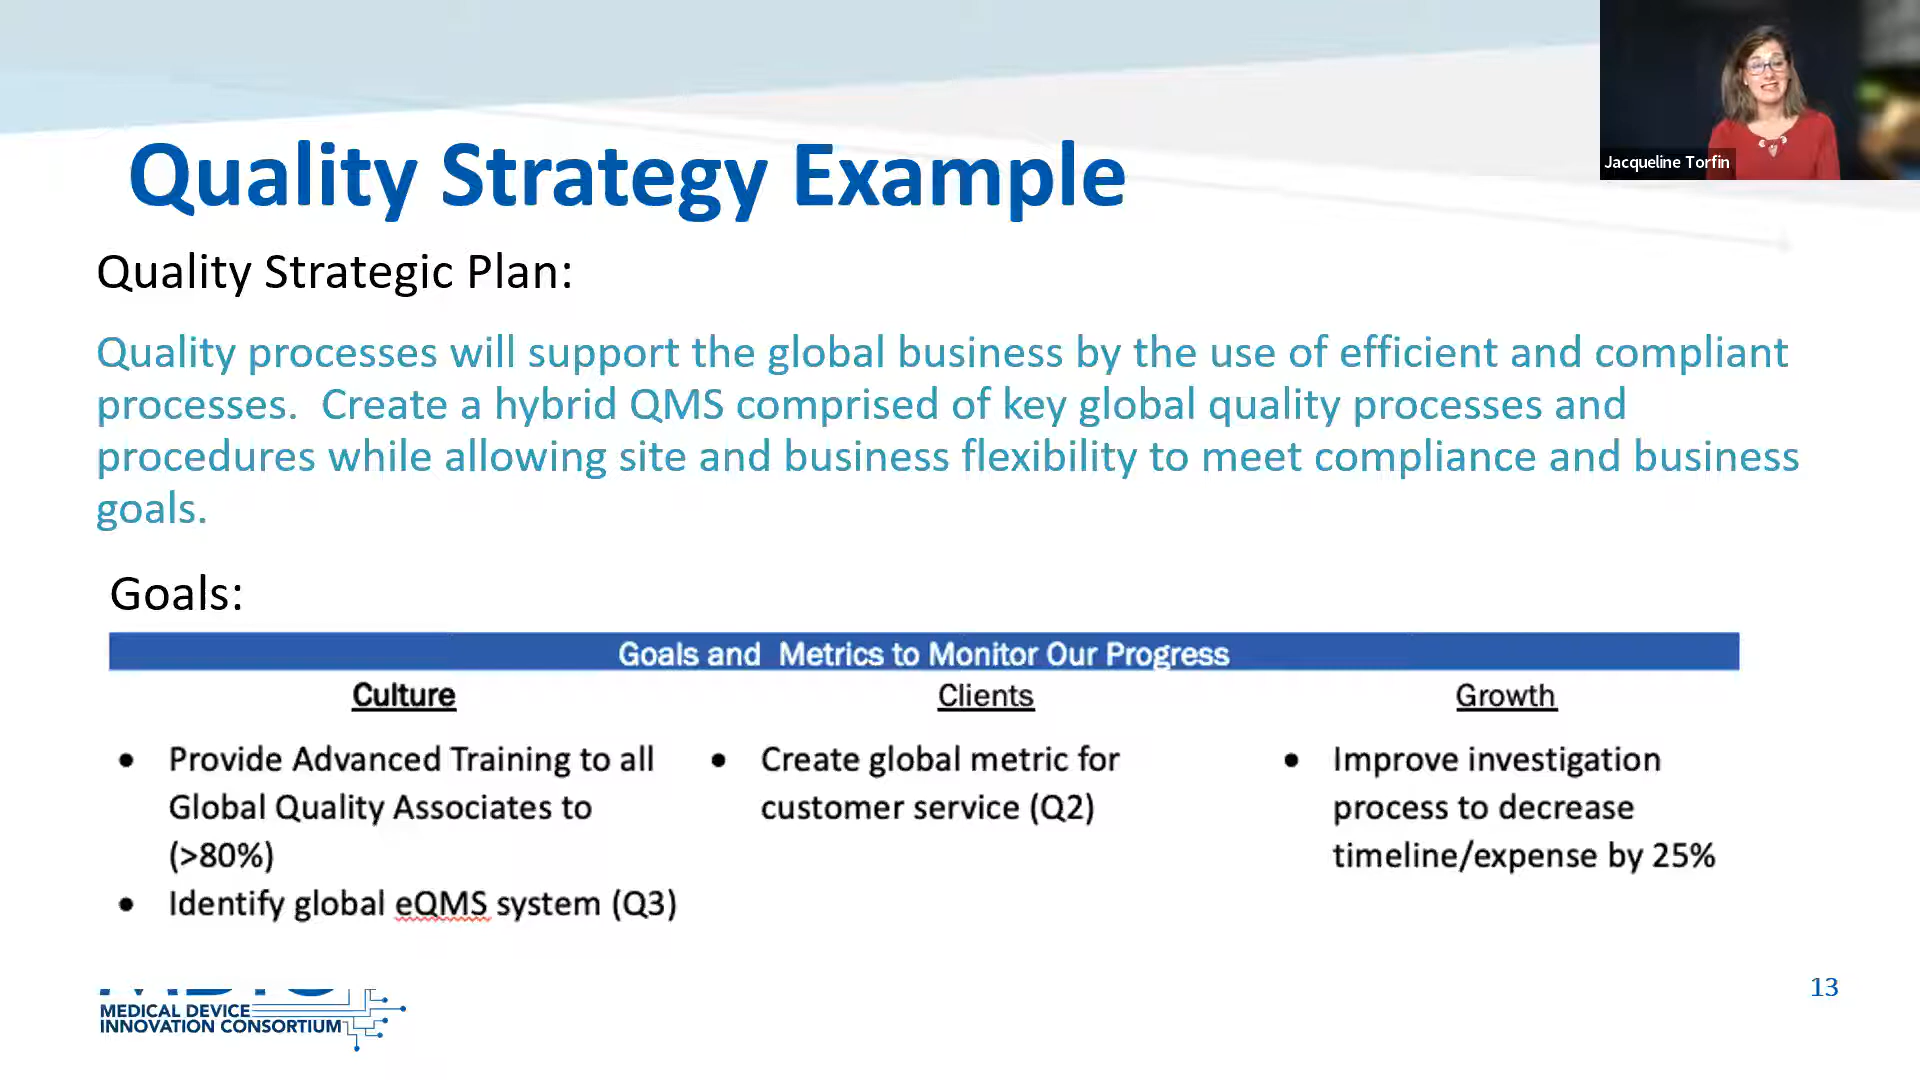 Jacqueline Torfin
Quality Strategy Example
Quality Strategic Plan:
Quality processes will support the global business by the use of efficient and compliant
processes.  Create a hybrid QMS comprised of key global quality processes and
procedures while allowing site and business flexibility to meet compliance and business
goals.
Goals:
Goals and  Metrics to Monitor Our Progress
Culture
Provide Advanced Training to all
Global Quality Associates to
(>80%)
Identify global eQMS system (Q3)
Clients
Create global metric for
customer service (Q2)
Growth
Improve investigation
process to decrease
timeline/expense by 25%
MEDICAL DEVICE
INNOVATION CONSORTIUM
13